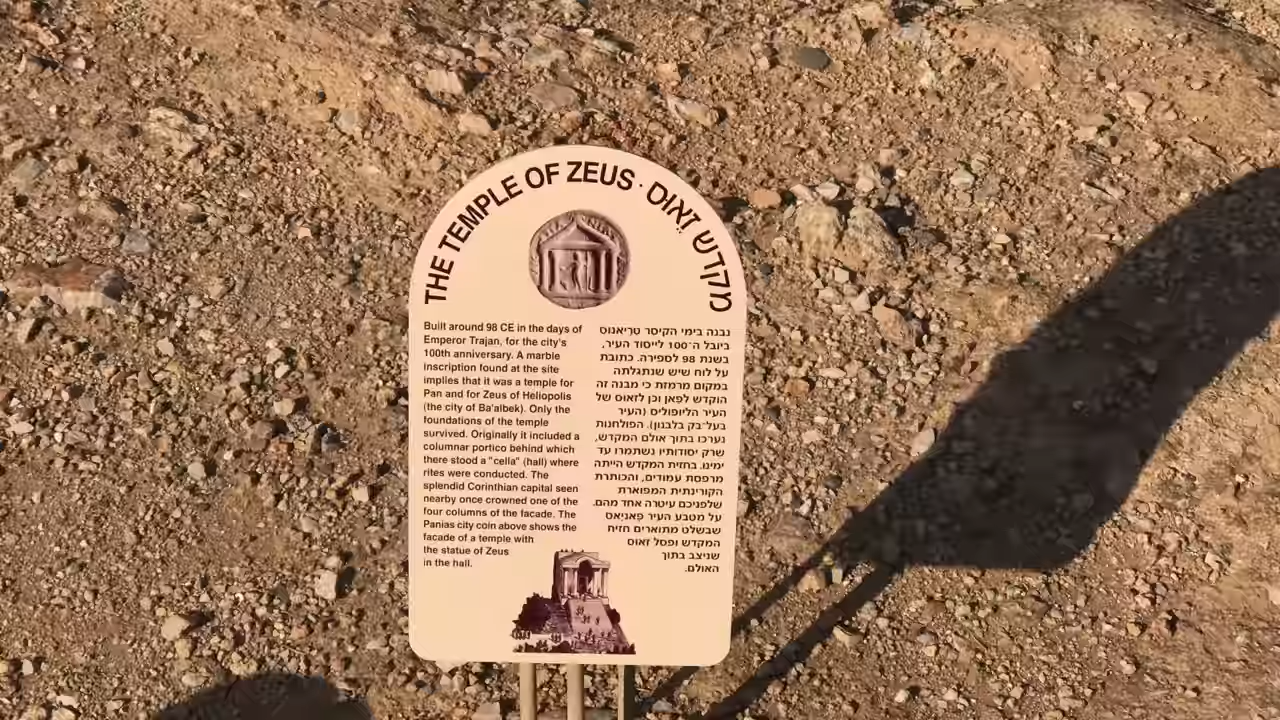 THE TEMPLE OF ZEUS · מקדש זֵאוּס
Built around 98 CE in the days of
Emperor Trajan, for the city's
100th anniversary. A marble
inscription found at the site
implies that it was a temple for
Pan and for Zeus of Heliopolis
(the city of Ba'albek). Only the
foundations of the temple
survived. Originally it included a
columnar portico behind which
there stood a "cella" (hall) where
rites were conducted. The
splendid Corinthian capital seen
nearby once crowned one of the
four columns of the facade. The
Panias city coin above shows the
facade of a temple with
the statue of Zeus
in the hall.
נבנה בימי הקיסר טריאנוס
ביובל ה־100 לייסוד העיר,
בשנת 98 לספירה. כתובת
על לוח שיש שנתגלתה
במקום מרמזת כי מבנה זה
הוקדש לפאן וכן לזאוס של
העיר הליופוליס (העיר
בעל־בק בלבנון). הפולחנות
נערכו בתוך אולם המקדש,
שרק יסודותיו נשתמרו עד
ימינו. בחזית המקדש הייתה
מרפסת עמודים, והכותרת
הקורינתית המפוארת
שלפניכם עיטרה אחד מהם.
על מטבע העיר פאניאס
שבשלט מתוארים חזית
המקדש ופסל זאוס
שניצב בתוך
האולם.